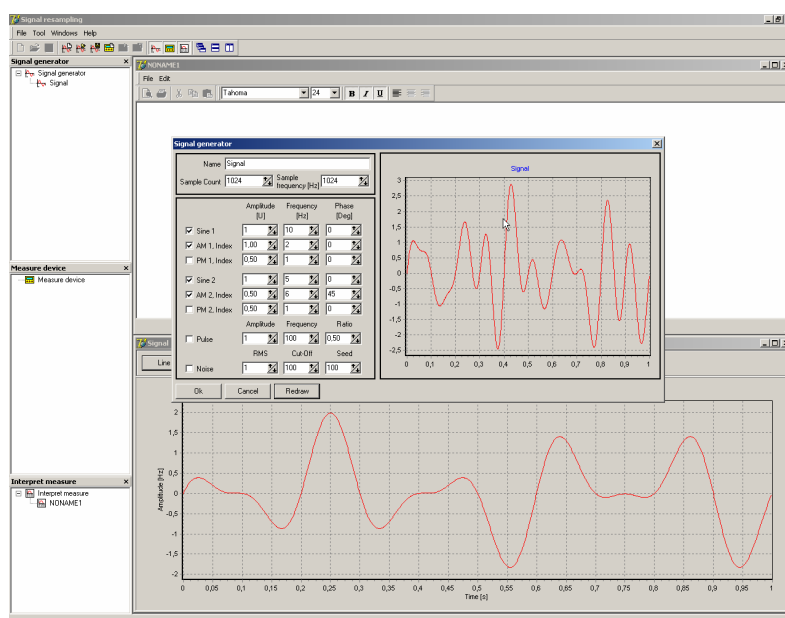 Signal resampling
File Tool Windows Help
Signal generator
Signal generator
Signal
Measure device
Measure device
Interpret measure
Interpret measure
NONAME1
NONAME1
File Edit
Tahoma 24 B I U
Signal generator
Name Signal
Sample Count 1024 Sample frequency [Hz] 1024
Amplitude [U] Frequency [Hz] Phase [Deg]
Sine 1 1 10 0
AM 1, Index 1,00 2 0
PM 1, Index 0,50 1 0
Sine 2 1 5 0
AM 2, Index 0,50 6 45
PM 2, Index 0,50 1 0
Amplitude Frequency Ratio
Pulse 1 100 0,50
RMS Cut-Off Seed
Noise 1 100 100
Ok Cancel Redraw
Signal
3
2,5
2
1,5
1
0,5
0
-0,5
-1
-1,5
-2
-2,5
0 0,1 0,2 0,3 0,4 0,5 0,6 0,7 0,8 0,9 1
Signal
Line
2
1,5
1
0,5
0
-0,5
-1
-1,5
-2
Amplitude [Hz]
0 0,05 0,1 0,15 0,2 0,25 0,3 0,35 0,4 0,45 0,5 0,55 0,6 0,65 0,7 0,75 0,8 0,85 0,9 0,95 1
Time [s]